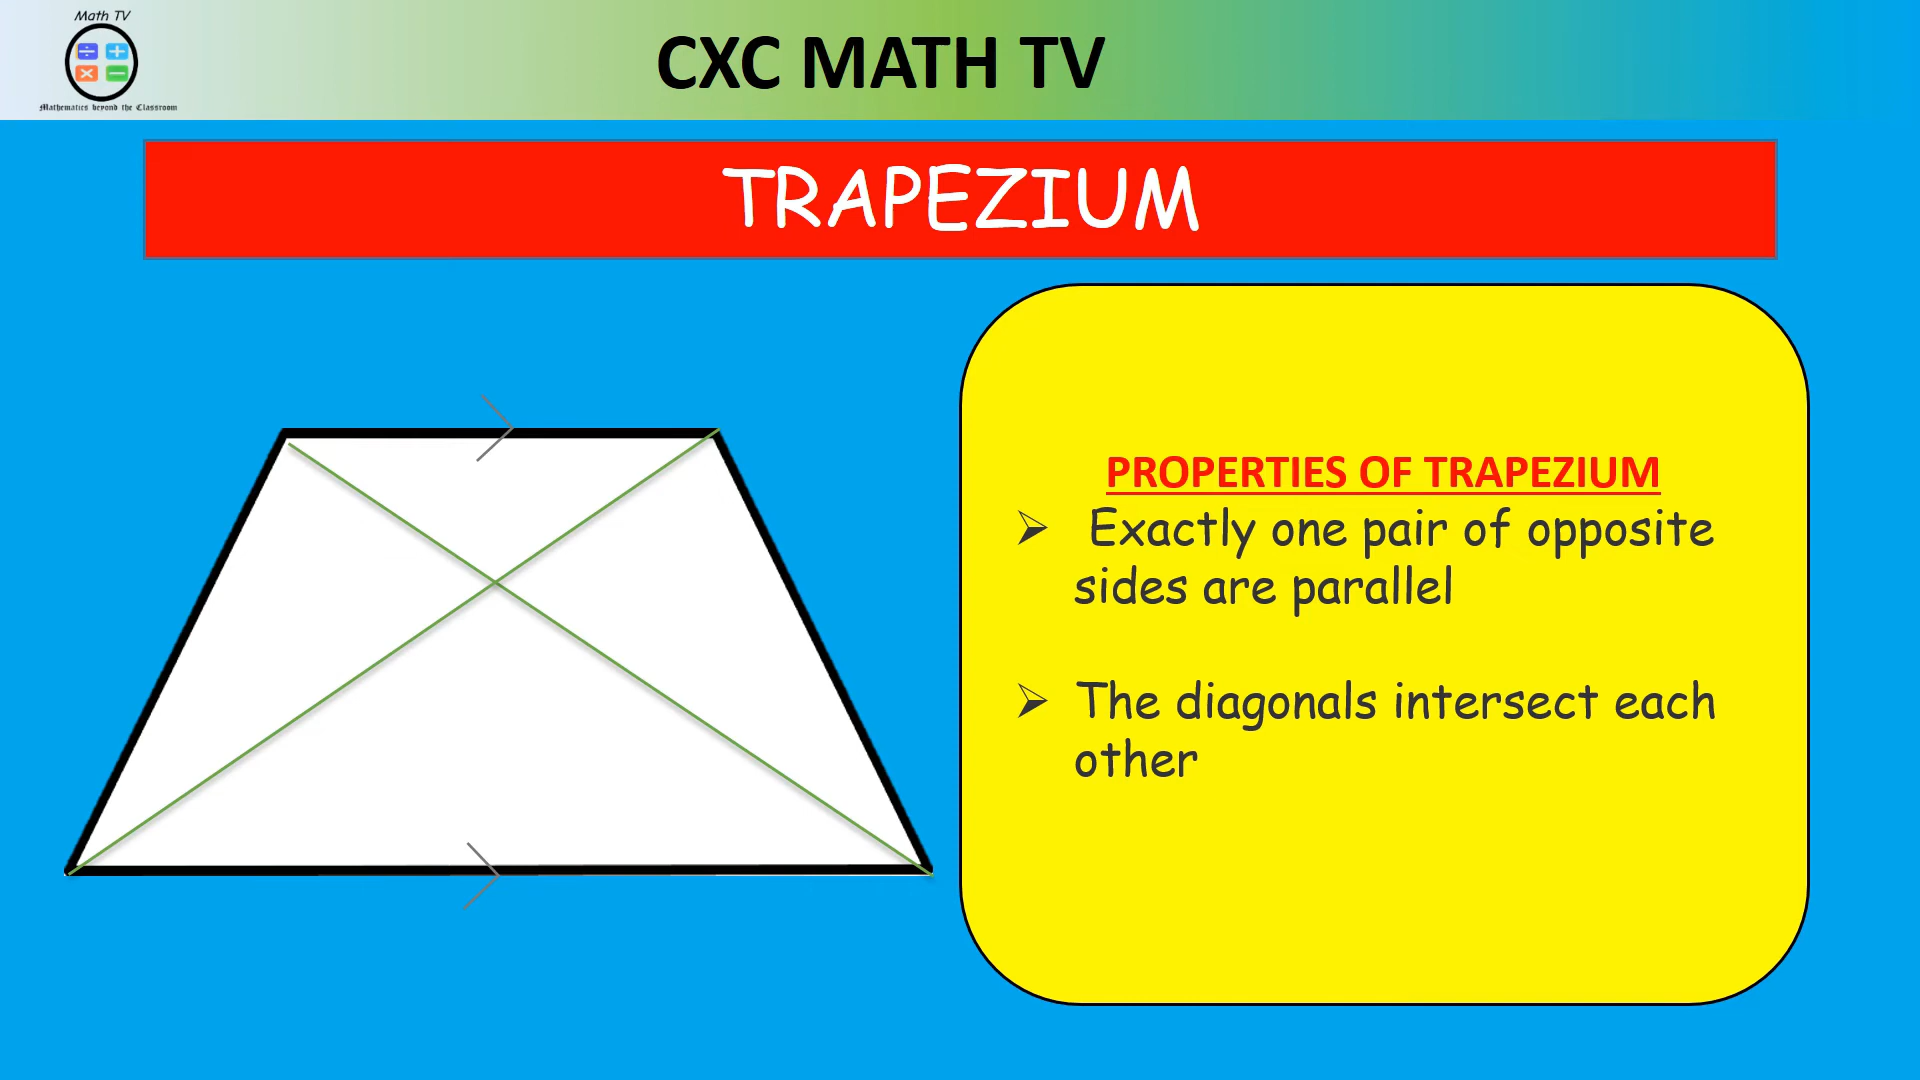 Math TV
Mathematics beyond the Classroom
CXC MATH TV
TRAPEZIUM
PROPERTIES OF TRAPEZIUM
➢ Exactly one pair of opposite
sides are parallel
➢ The diagonals intersect each
other